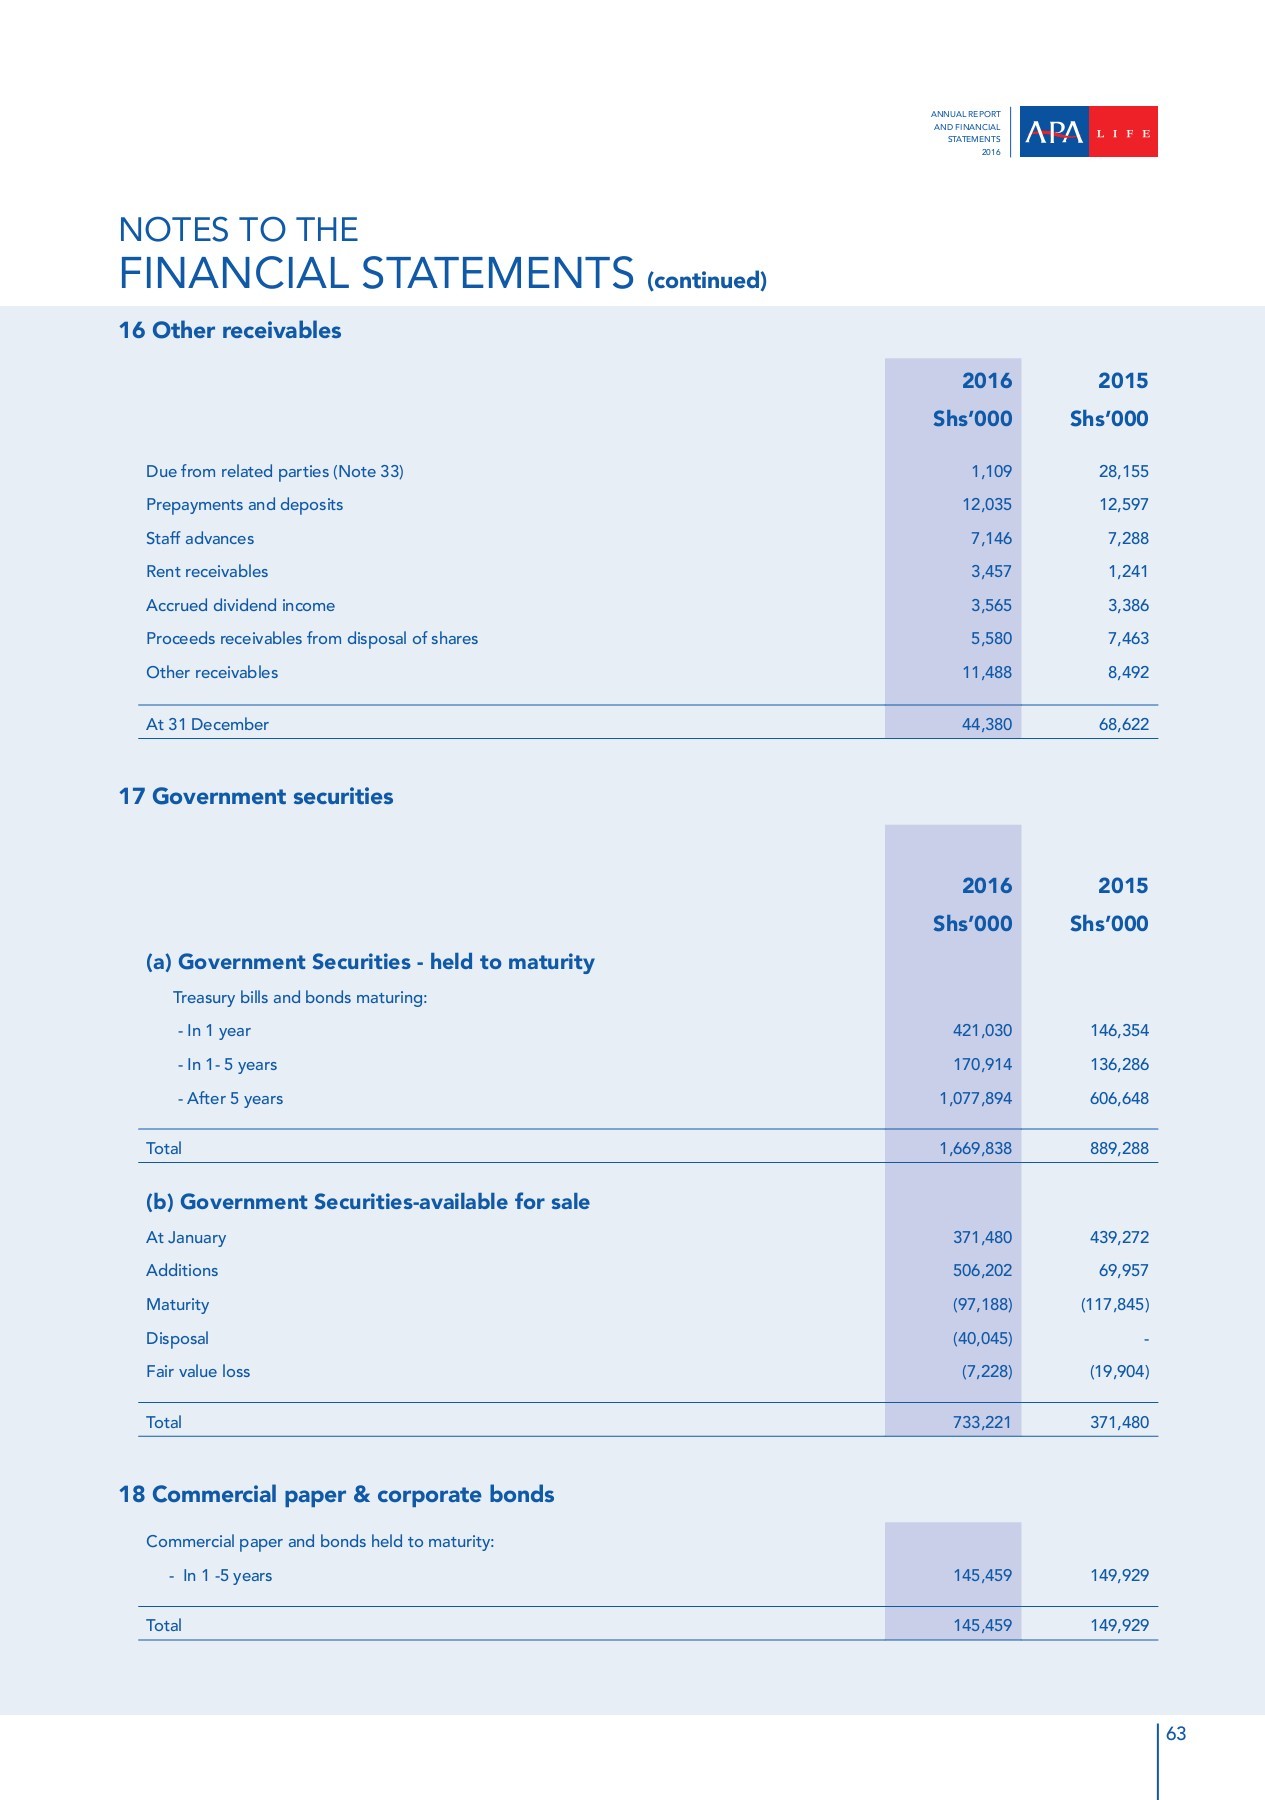 ANNUAL REPORT
AND FINANCIAL
STATEMENTS
2016
APA LIFE
NOTES TO THE
FINANCIAL STATEMENTS (continued)
16 Other receivables
2016 2015
Shs’000 Shs’000
Due from related parties (Note 33) 1,109 28,155
Prepayments and deposits 12,035 12,597
Staff advances 7,146 7,288
Rent receivables 3,457 1,241
Accrued dividend income 3,565 3,386
Proceeds receivables from disposal of shares 5,580 7,463
Other receivables 11,488 8,492
At 31 December 44,380 68,622
17 Government securities
2016 2015
Shs’000 Shs’000
(a) Government Securities - held to maturity
Treasury bills and bonds maturing:
- In 1 year 421,030 146,354
- In 1- 5 years 170,914 136,286
- After 5 years 1,077,894 606,648
Total 1,669,838 889,288
(b) Government Securities-available for sale
At January 371,480 439,272
Additions 506,202 69,957
Maturity (97,188) (117,845)
Disposal (40,045) -
Fair value loss (7,228) (19,904)
Total 733,221 371,480
18 Commercial paper & corporate bonds
Commercial paper and bonds held to maturity:
- In 1 -5 years 145,459 149,929
Total 145,459 149,929
63